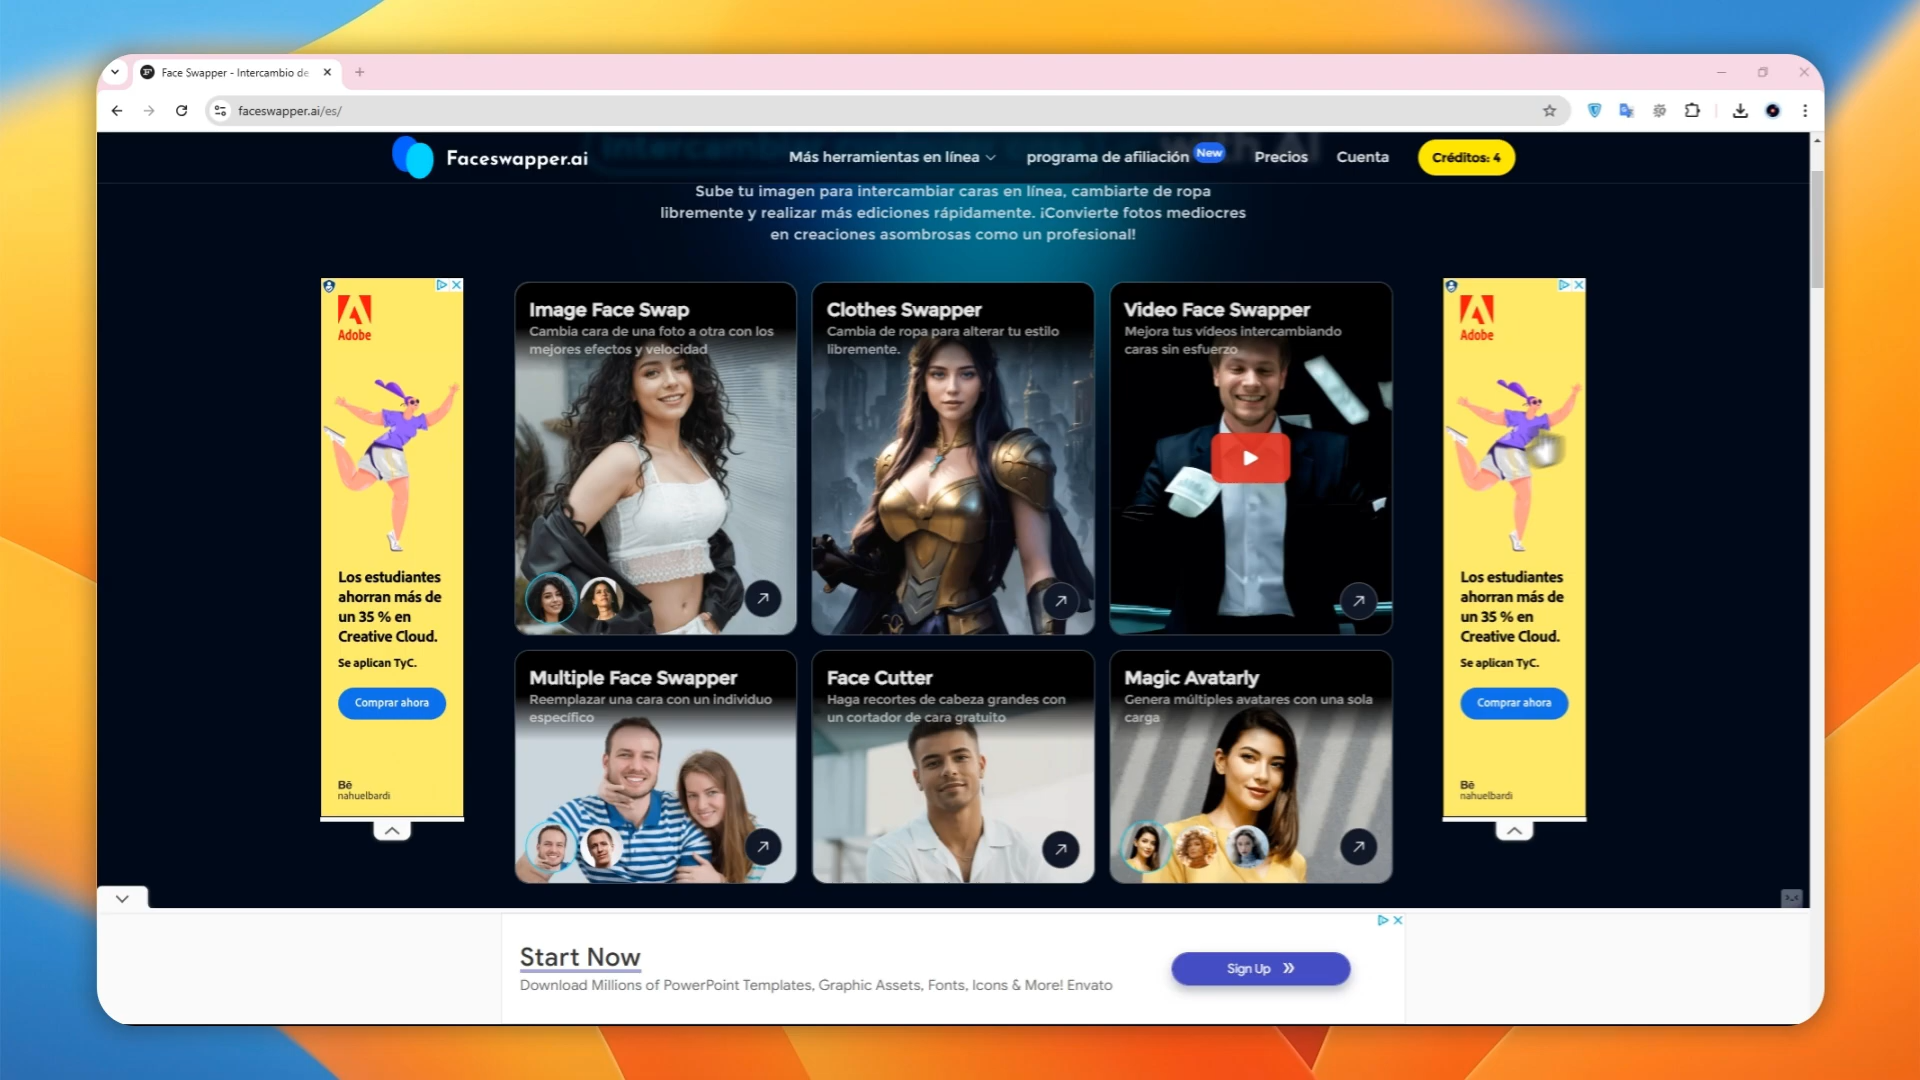 Face Swapper - Intercambio de
faceswapper.ai/es/
Faceswapper.ai
Más herramientas en línea
programa de afiliación
New
Precios
Cuenta
Créditos: 4
with AI
Sube tu imagen para intercambiar caras en línea, cambiarte de ropa
libremente y realizar más ediciones rápidamente. ¡Convierte fotos mediocres
en creaciones asombrosas como un profesional!
Adobe
Los estudiantes
ahorran más de
un 35 % en
Creative Cloud.
Se aplican TyC.
Comprar ahora
Bē
nahuelbardi
Image Face Swap
Cambia cara de una foto a otra con los
mejores efectos y velocidad
Clothes Swapper
Cambia de ropa para alterar tu estilo
libremente.
Video Face Swapper
Mejora tus vídeos intercambiando
caras sin esfuerzo
Multiple Face Swapper
Reemplazar una cara con un individuo
específico
Face Cutter
Haga recortes de cabeza grandes con
un cortador de cara gratuito
Magic Avatarly
Genera múltiples avatares con una sola
carga
Adobe
Los estudiantes
ahorran más de
un 35 % en
Creative Cloud.
Se aplican TyC.
Comprar ahora
Bē
nahuelbardi
Start Now
Download Millions of PowerPoint Templates, Graphic Assets, Fonts, Icons & More! Envato
Sign Up